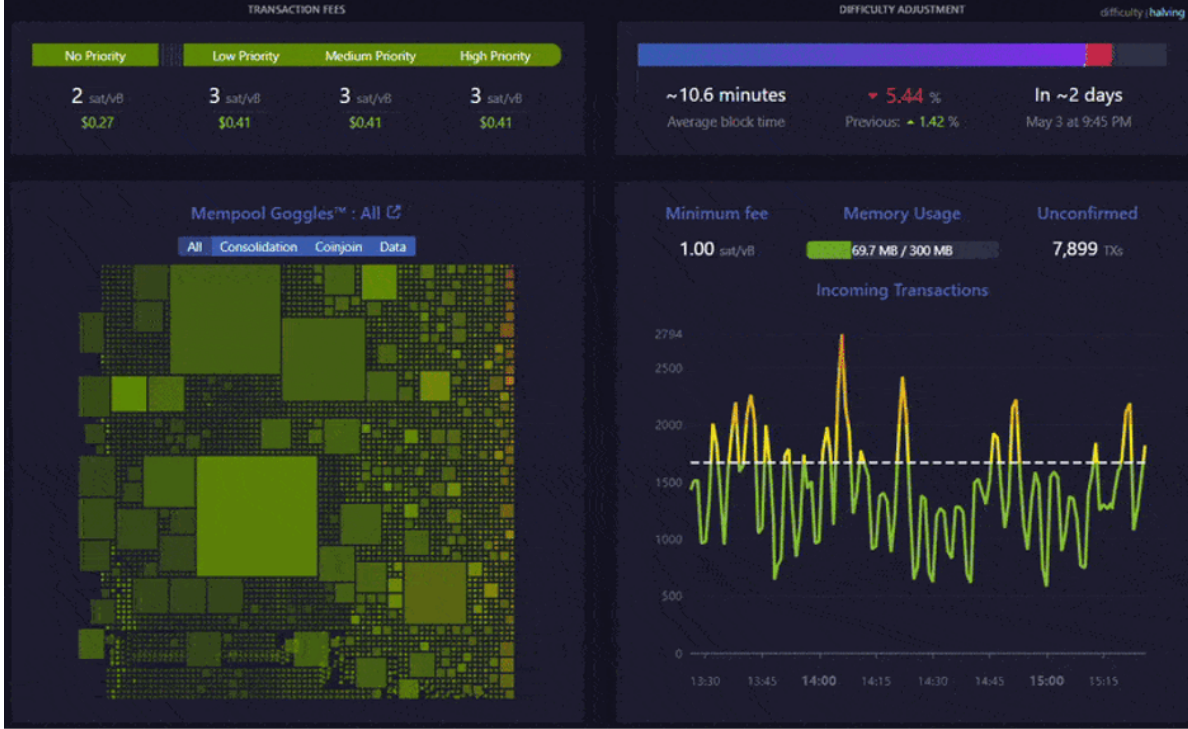 TRANSACTION FEES
No Priority Low Priority Medium Priority High Priority
2 sat/vB 3 sat/vB 3 sat/vB 3 sat/vB
$0.27 $0.41 $0.41 $0.41
DIFFICULTY ADJUSTMENT
difficulty | halving
~10.6 minutes ▼ 5.44 % In ~2 days
Average block time Previous: ▲ 1.42 % May 3 at 9:45 PM
Mempool Goggles™ : All
All Consolidation Coinjoin Data
Minimum fee Memory Usage Unconfirmed
1.00 sat/vB 69.7 MB / 300 MB 7,899 TXs
Incoming Transactions
2794
2500
2000
1500
1000
500
0
13:30 13:45 14:00 14:15 14:30 14:45 15:00 15:15